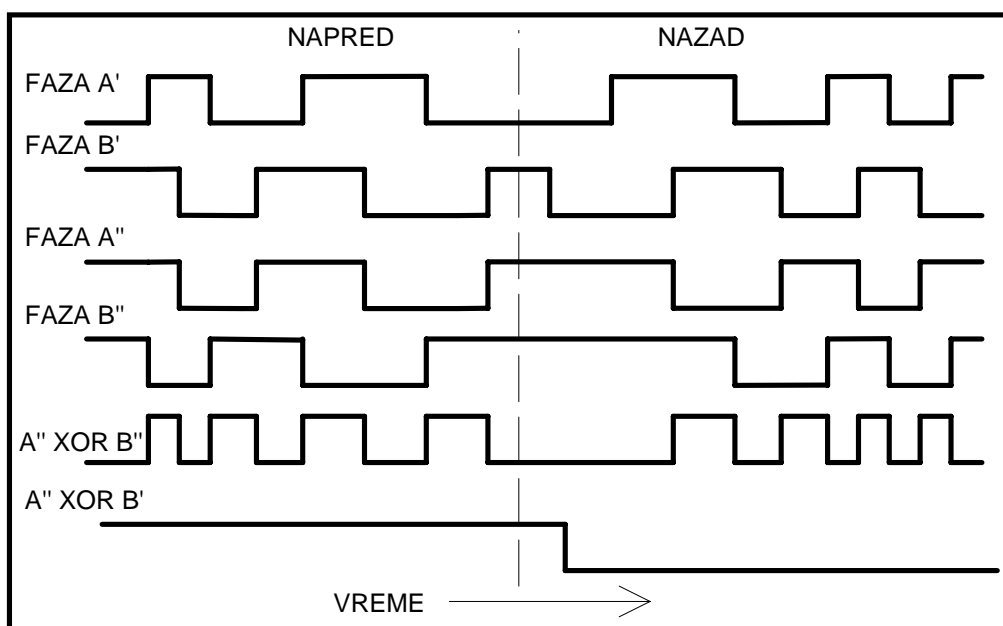 NAPRED
NAZAD
FAZA A'
FAZA B'
FAZA A"
FAZA B"
A" XOR B"
A" XOR B'
VREME